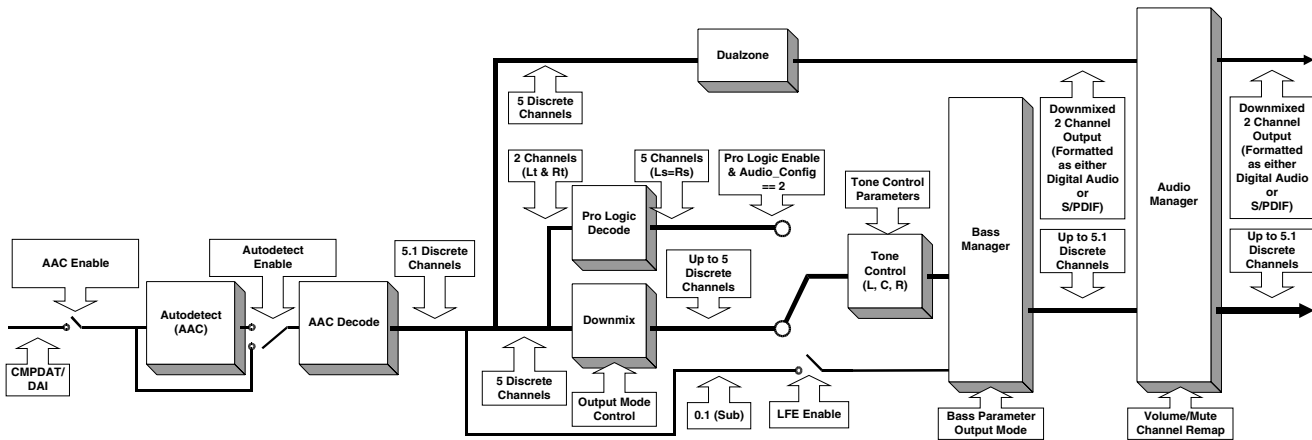 Dualzone
5 Discrete
Channels
2 Channels
(Lt & Rt)
5 Channels
(Ls=Rs)
Pro Logic Enable
& Audio_Config
== 2
Pro Logic
Decode
Tone Control
Parameters
Tone
Control
(L, C, R)
Bass
Manager
Downmixed
2 Channel
Output
(Formatted
as either
Digital Audio
or
S/PDIF)
Audio
Manager
Downmixed
2 Channel
Output
(Formatted
as either
Digital Audio
or
S/PDIF)
Up to 5.1
Discrete
Channels
Up to 5.1
Discrete
Channels
AAC Enable
Autodetect
Enable
5.1 Discrete
Channels
Up to 5
Discrete
Channels
Autodetect
(AAC)
AAC Decode
Downmix
CMPDAT/
DAI
5 Discrete
Channels
Output Mode
Control
0.1 (Sub)
LFE Enable
Bass Parameter
Output Mode
Volume/Mute
Channel Remap